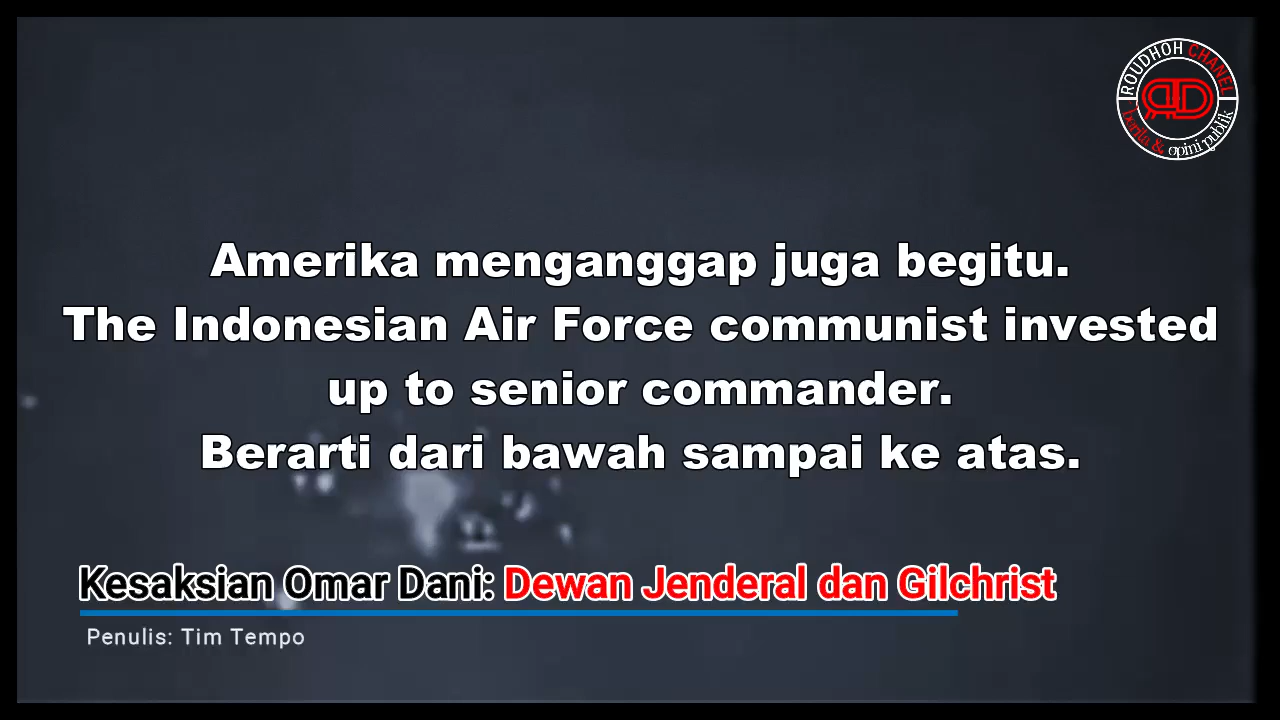 ROUDHOH CHANEL
berita & opini publik
Amerika menganggap juga begitu.
The Indonesian Air Force communist invested
up to senior commander.
Berarti dari bawah sampai ke atas.
Kesaksian Omar Dani: Dewan Jenderal dan Gilchrist
Penulis: Tim Tempo